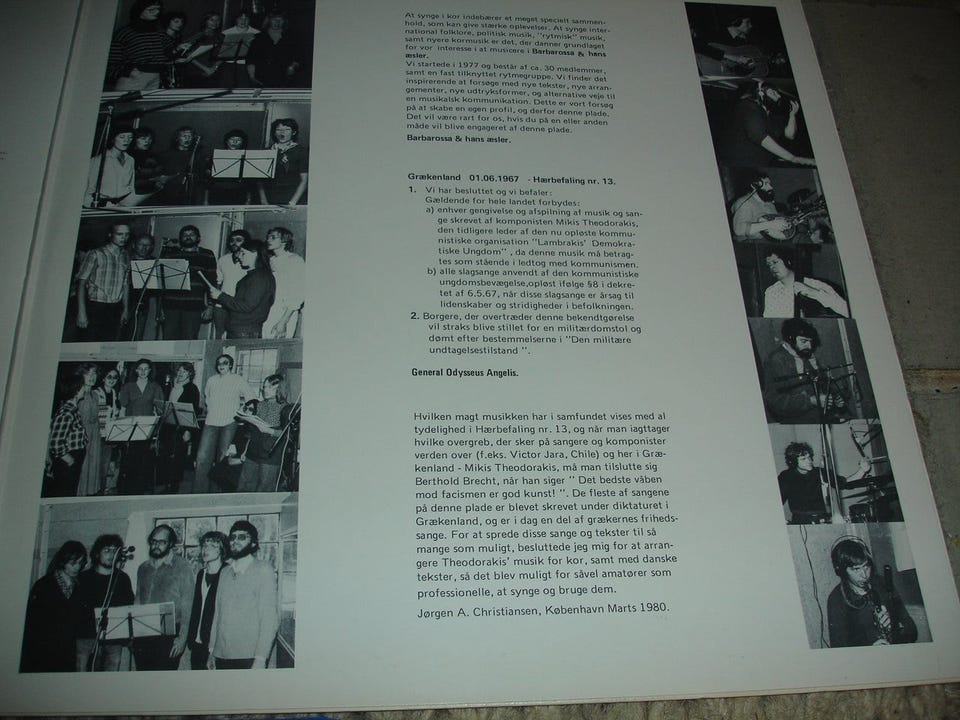 At synge i kor indebærer et meget specielt sammen-
hold, som kan give stærke oplevelser. At synge inter-
national folklore, politisk musik, "rytmisk" musik,
samt nyere kormusik er det, der danner grundlaget
for vor interesse i at musicere i Barbarossa & hans
æsler.
Vi startede i 1977 og består af ca. 30 medlemmer,
samt en fast tilknyttet rytmegruppe. Vi finder det
inspirerende at forsøge med nye tekster, nye arran-
gementer, nye udtryksformer, og alternative veje til
en musikalsk kommunikation. Dette er vort forsøg
på at skabe en egen profil, og derfor denne plade.
Det vil være rart for os, hvis du på en eller anden
måde vil blive engageret af denne plade.
Barbarossa & hans æsler.
Grækenland 01.06.1967 - Hærbefaling nr. 13.
1. Vi har besluttet og vi befaler:
Gældende for hele landet forbydes:
a) enhver gengivelse og afspilning af musik og san-
ge skrevet af komponisten Mikis Theodorakis,
den tidligere leder af den nu opløste kommu-
nistiske organisation "Lambrakis' Demokra-
tiske Ungdom" , da denne musik må betrag-
tes som stående i ledtog med kommunismen.
b) alle slagsange anvendt af den kommunistiske
ungdomsbevægelse,opløst ifølge §8 i dekre-
tet af 6.5.67, når disse slagsange er årsag til
lidenskaber og stridigheder i befolkningen.
2. Borgere, der overtræder denne bekendtgørelse
vil straks blive stillet for en militærdomstol og
dømt efter bestemmelserne i "Den militære
undtagelsestilstand ".
General Odysseus Angelis.
Hvilken magt musikken har i samfundet vises med al
tydelighed i Hærbefaling nr. 13, og når man iagttager
hvilke overgreb, der sker på sangere og komponister
verden over (f.eks. Victor Jara, Chile) og her i Græ-
kenland - Mikis Theodorakis, må man tilslutte sig
Berthold Brecht, når han siger " Det bedste våben
mod facismen er god kunst! ". De fleste af sangene
på denne plade er blevet skrevet under diktaturet i
Grækenland, og er i dag en del af grækernes friheds-
sange. For at sprede disse sange og tekster til så
mange som muligt, besluttede jeg mig for at arran-
gere Theodorakis' musik for kor, samt med danske
tekster, så det blev muligt for såvel amatører som
professionelle, at synge og bruge dem.
Jørgen A. Christiansen, København Marts 1980.